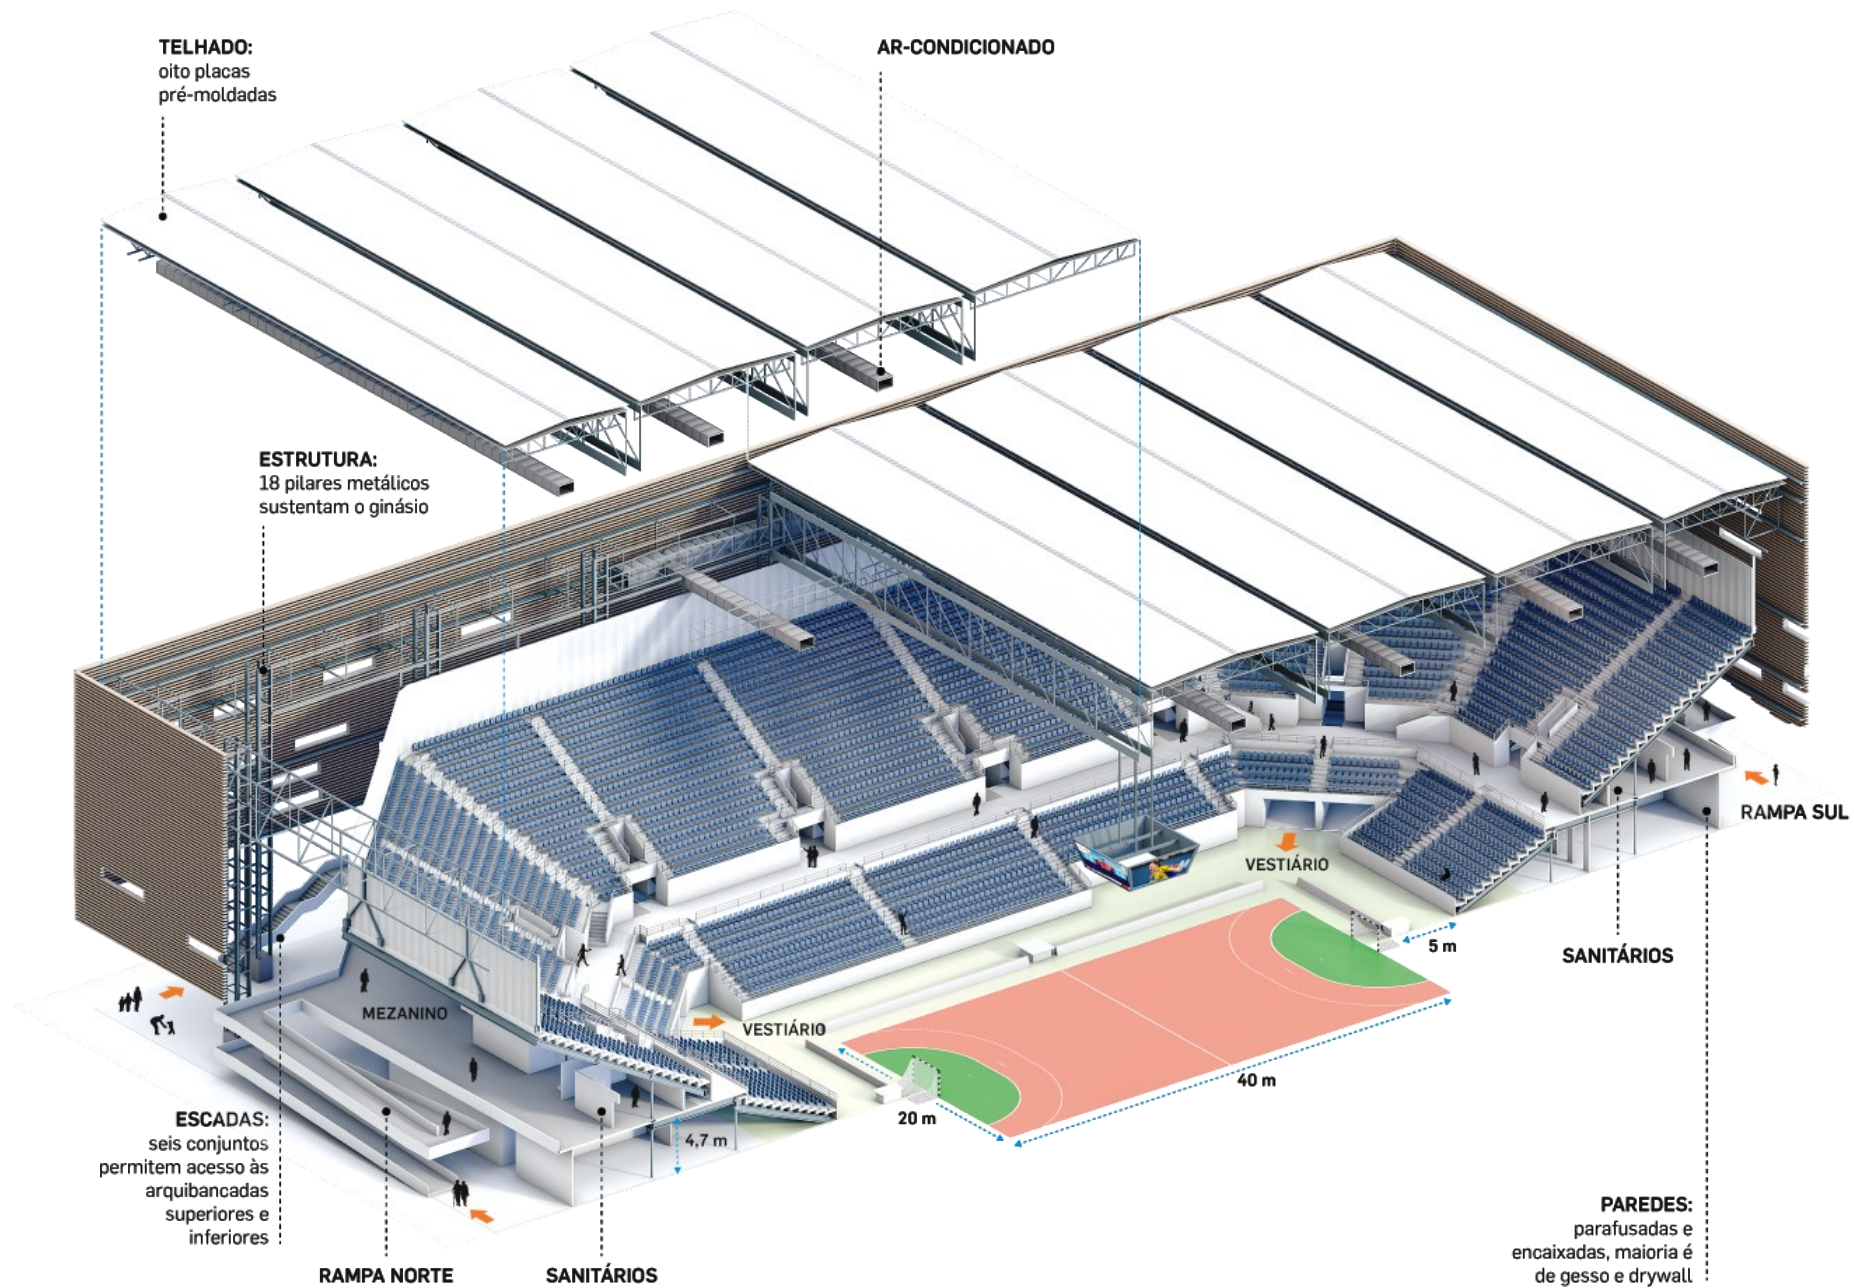 TELHADO:
oito placas
pré-moldadas
AR-CONDICIONADO
ESTRUTURA:
18 pilares metálicos
sustentam o ginásio
RAMPA SUL
VESTIÁRIO
5 m
SANITÁRIOS
MEZANINO
VESTIÁRIO
40 m
20 m
4,7 m
ESCADAS:
seis conjuntos
permitem acesso às
arquibancadas
superiores e
inferiores
RAMPA NORTE
SANITÁRIOS
PAREDES:
parafusadas e
encaixadas, maioria é
de gesso e drywall